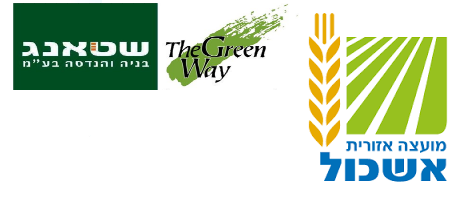 שטאנג
בניה והנדסה בע"מ
The Green
Way
מועצה אזורית
אשכול